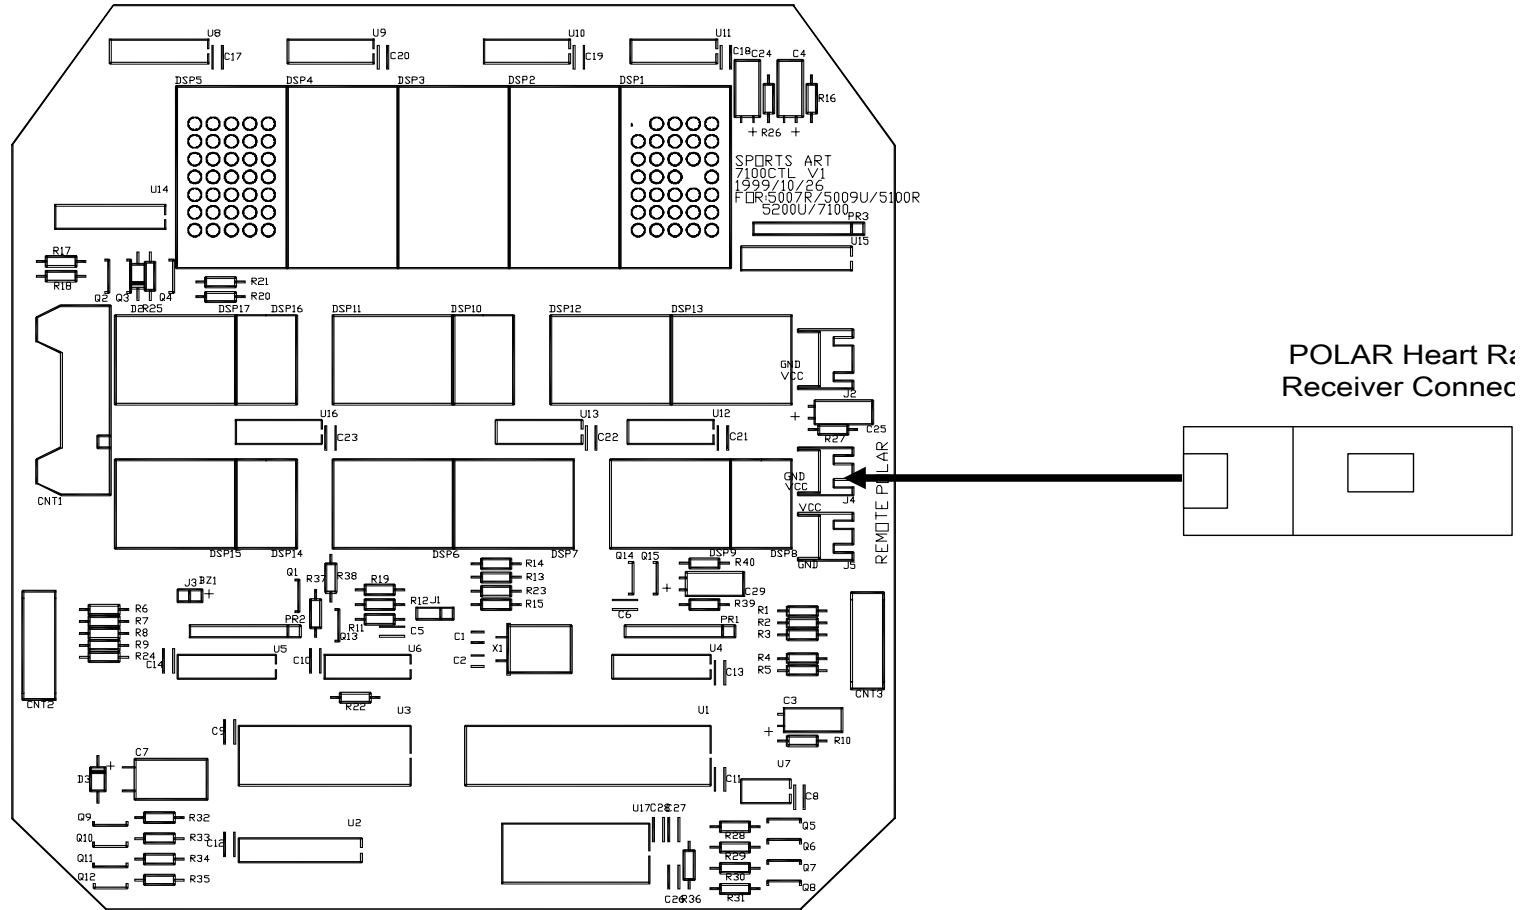 U8
C17
U9
C20
U10
C19
U11
C18
C24
C4
DSP5
DSP4
DSP3
DSP2
DSP1
R16
+ R26 +
SPORTS ART
7100CTL V1
1999/10/26
FOR:5007R/5009U/5100R
5200U/7100
U14
PR3
U15
R17
R18
Q2
Q3
R25
Q4
R21
R20
DSP17
DSP16
DSP11
DSP10
DSP12
DSP13
GND
VCC
J2
+
C25
R27
U16
C23
U13
C22
U12
C21
POLAR Heart Ra
Receiver Connec
CNT1
GND
VCC
J4
VCC
GND
J5
REMOTE POLAR
DSP15
DSP14
DSP6
DSP7
DSP9
DSP8
J3
BZ1
+
Q1
R37
R38
R19
R12
J1
R11
R14
R13
R23
R15
Q14
Q15
R40
+
C29
C6
R39
R6
R7
R8
R9
R24
PR2
Q13
C5
C1
C2
X1
PR1
R1
R2
R3
R4
R5
C14
U5
C10
U6
U4
C13
CNT2
CNT3
R22
C9
U3
U1
C3
+
R10
C7
+
D3
C11
U7
C8
Q9
Q10
Q11
Q12
R32
R33
R34
R35
C12
U2
U17
C28
C27
C26
R36
R28
R29
R30
R31
Q5
Q6
Q7
Q8